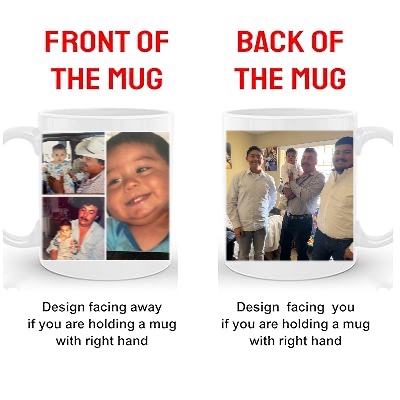 FRONT OF
THE MUG
BACK OF
THE MUG
Design facing away
if you are holding a mug
with right hand
Design facing you
if you are holding a mug
with right hand